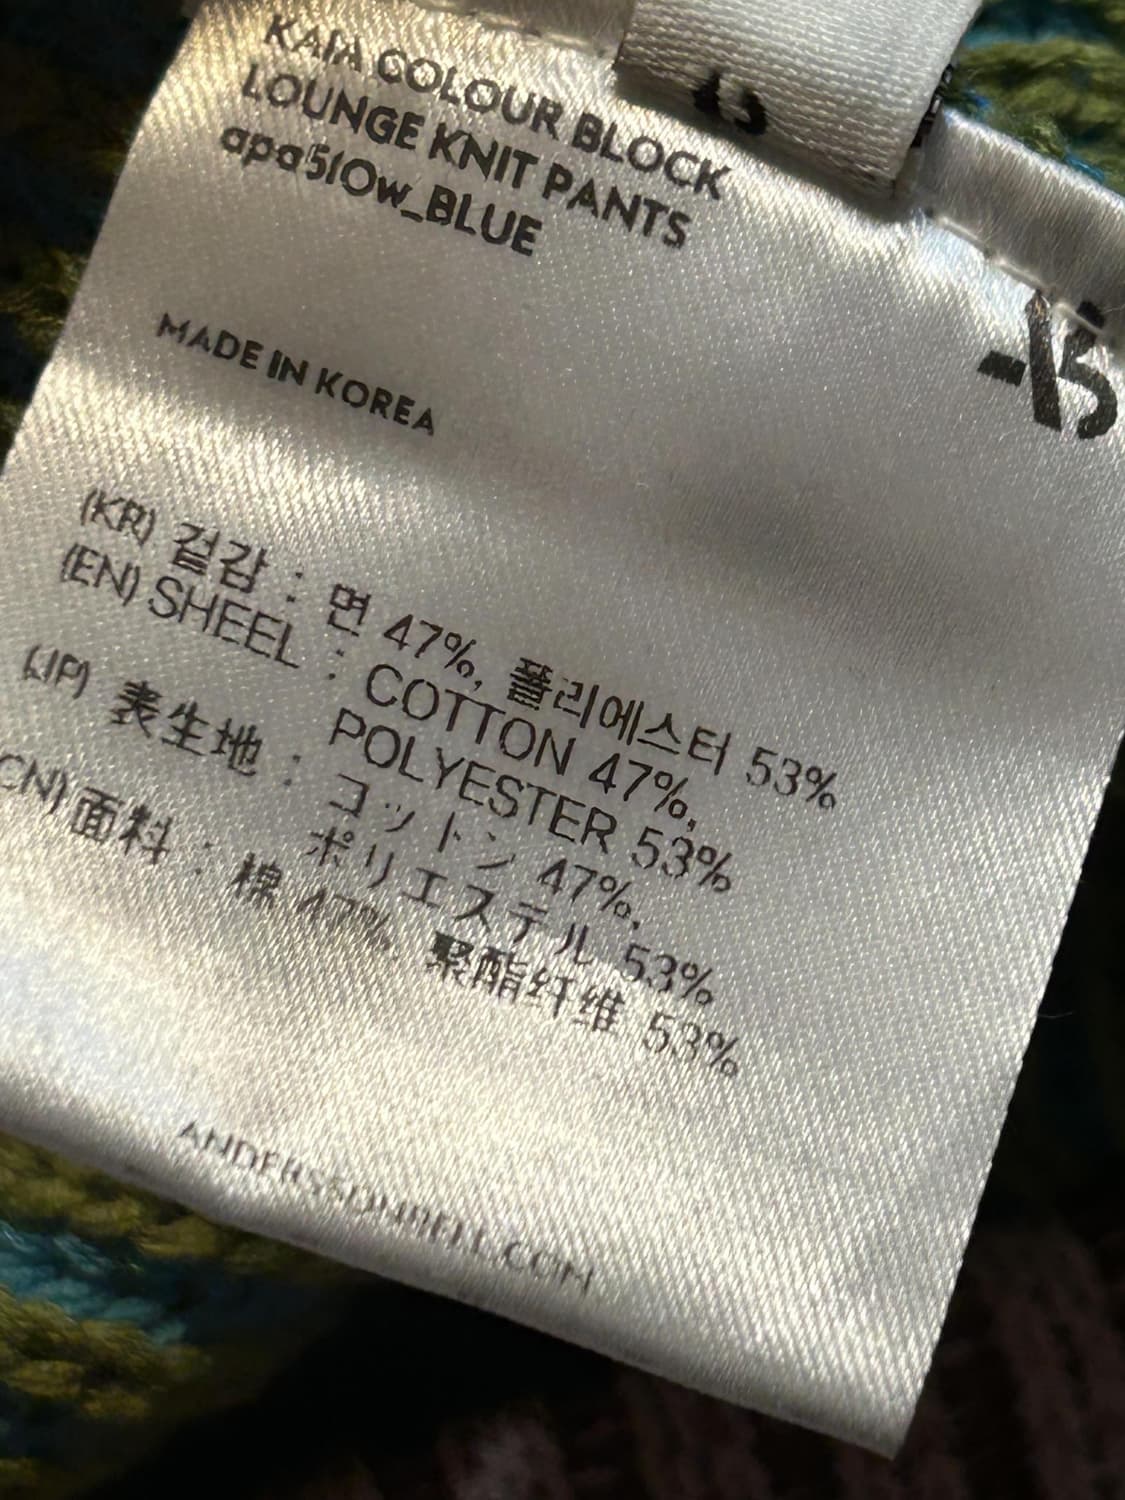 KAIA COLOUR BLOCK
LOUNGE KNIT PANTS
apa510w_BLUE
MADE IN KOREA
(KR) 겉감 : 면 47%, 폴리에스터 53%
(EN) SHEEL : COTTON 47%,
POLYESTER 53%
(JP) 表生地 : コットン 47%,
ポリエステル 53%
(CN) 面料 : 棉 47%, 聚酯纤维 53%
ANDERSSONBELL.COM